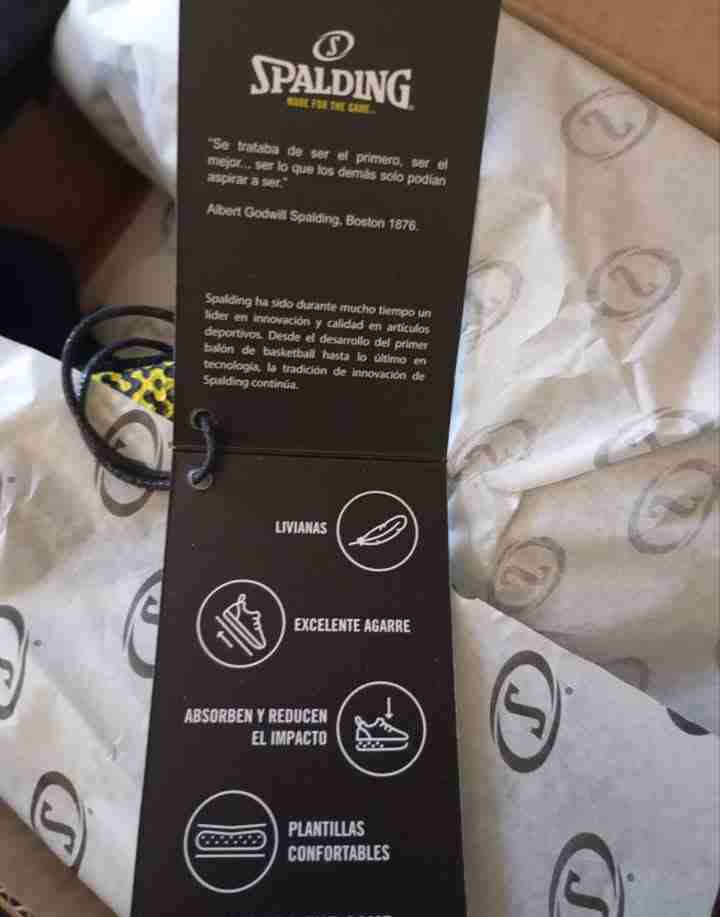 SPALDING
MADE FOR THE GAME
"Se trataba de ser el primero, ser el
mejor... ser lo que los demás solo podían
aspirar a ser."
Albert Godwill Spalding, Boston 1876.
Spalding ha sido durante mucho tiempo un
lider en innovación y calidad en artículos
deportivos. Desde el desarrollo del primer
balón de basketball hasta lo último en
tecnología, la tradición de innovación de
Spalding continúa.
LIVIANAS
EXCELENTE AGARRE
ABSORBEN Y REDUCEN
EL IMPACTO
PLANTILLAS
CONFORTABLES